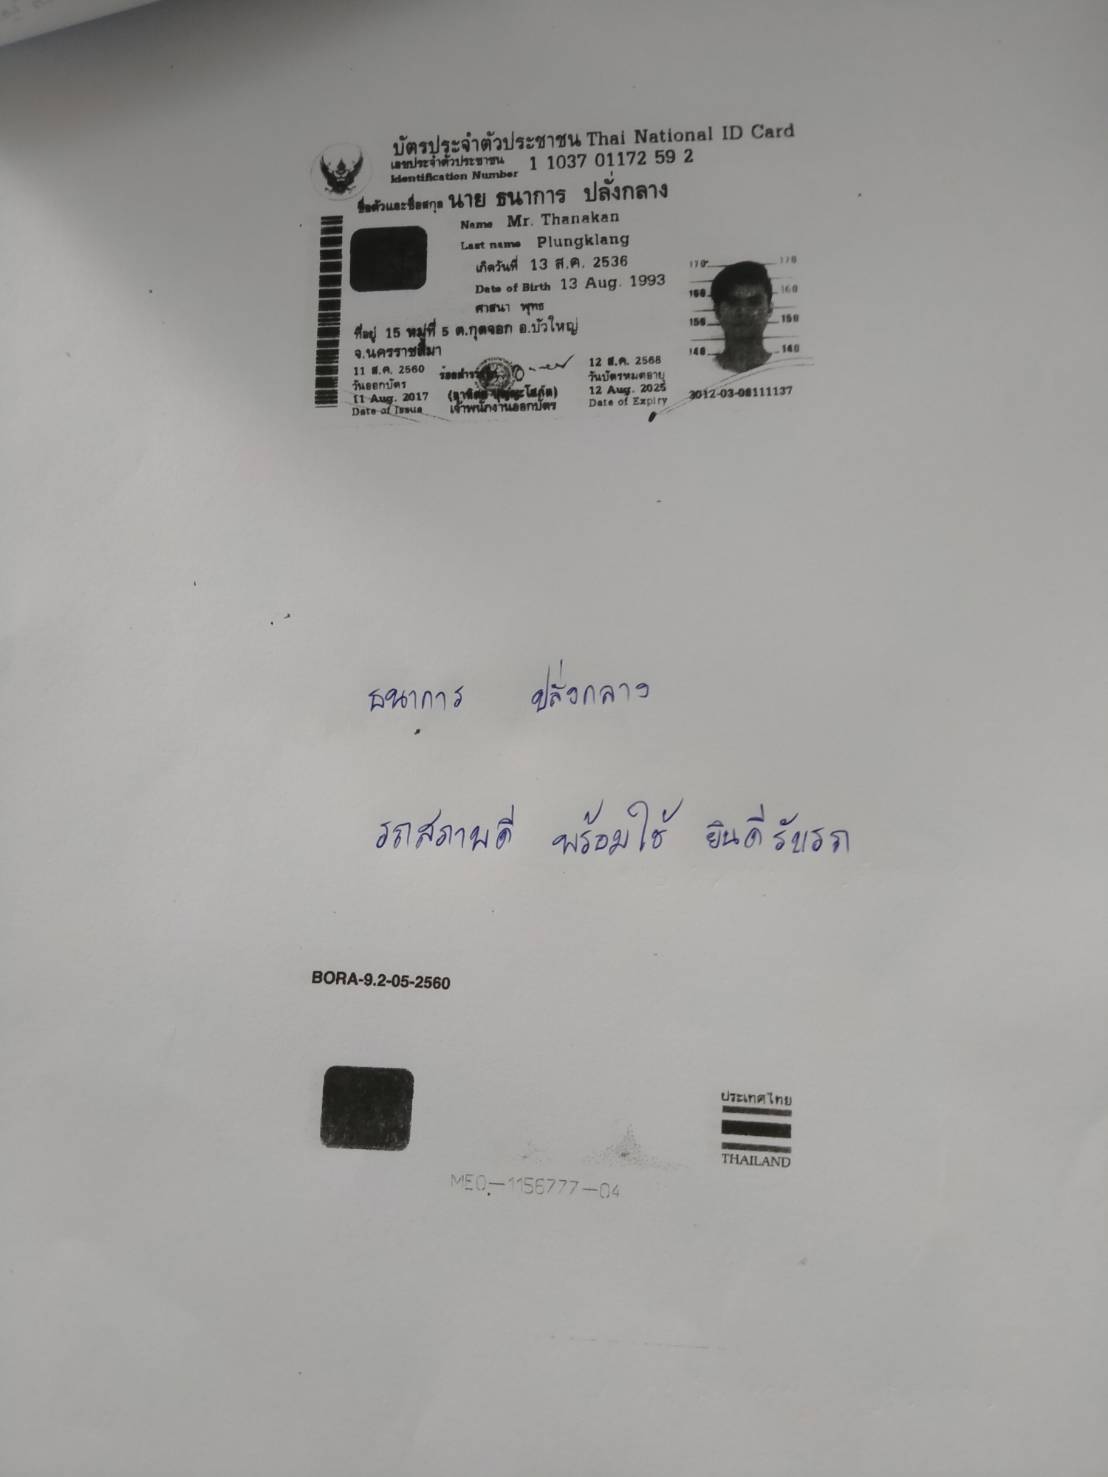 บัตรประจำตัวประชาชน Thai National ID Card
เลขประจำตัวประชาชน
Identification Number 1 1037 01172 59 2
ชื่อตัวและชื่อสกุล นาย ธนาการ ปลั่งกลาง
Name Mr. Thanakan
Last name Plungklang
เกิดวันที่ 13 ส.ค. 2536
Date of Birth 13 Aug. 1993
ศาสนา พุทธ
ที่อยู่ 15 หมู่ที่ 5 ต.กุดจอก อ.บัวใหญ่
จ.นครราชสีมา
11 ส.ค. 2560
วันออกบัตร
11 Aug. 2017
Date of Issue
เจ้าพนักงานออกบัตร
12 ส.ค. 2568
วันบัตรหมดอายุ
12 Aug. 2025
Date of Expiry
170 170
160 160
150 150
140 140
3012-03-08111137
ธนาการ ปลั่งกลาง
รถสภาพดี พร้อมใช้ ยินดีรับรถ
BORA-9.2-05-2560
ประเทศไทย
THAILAND
ME0-1156777-04